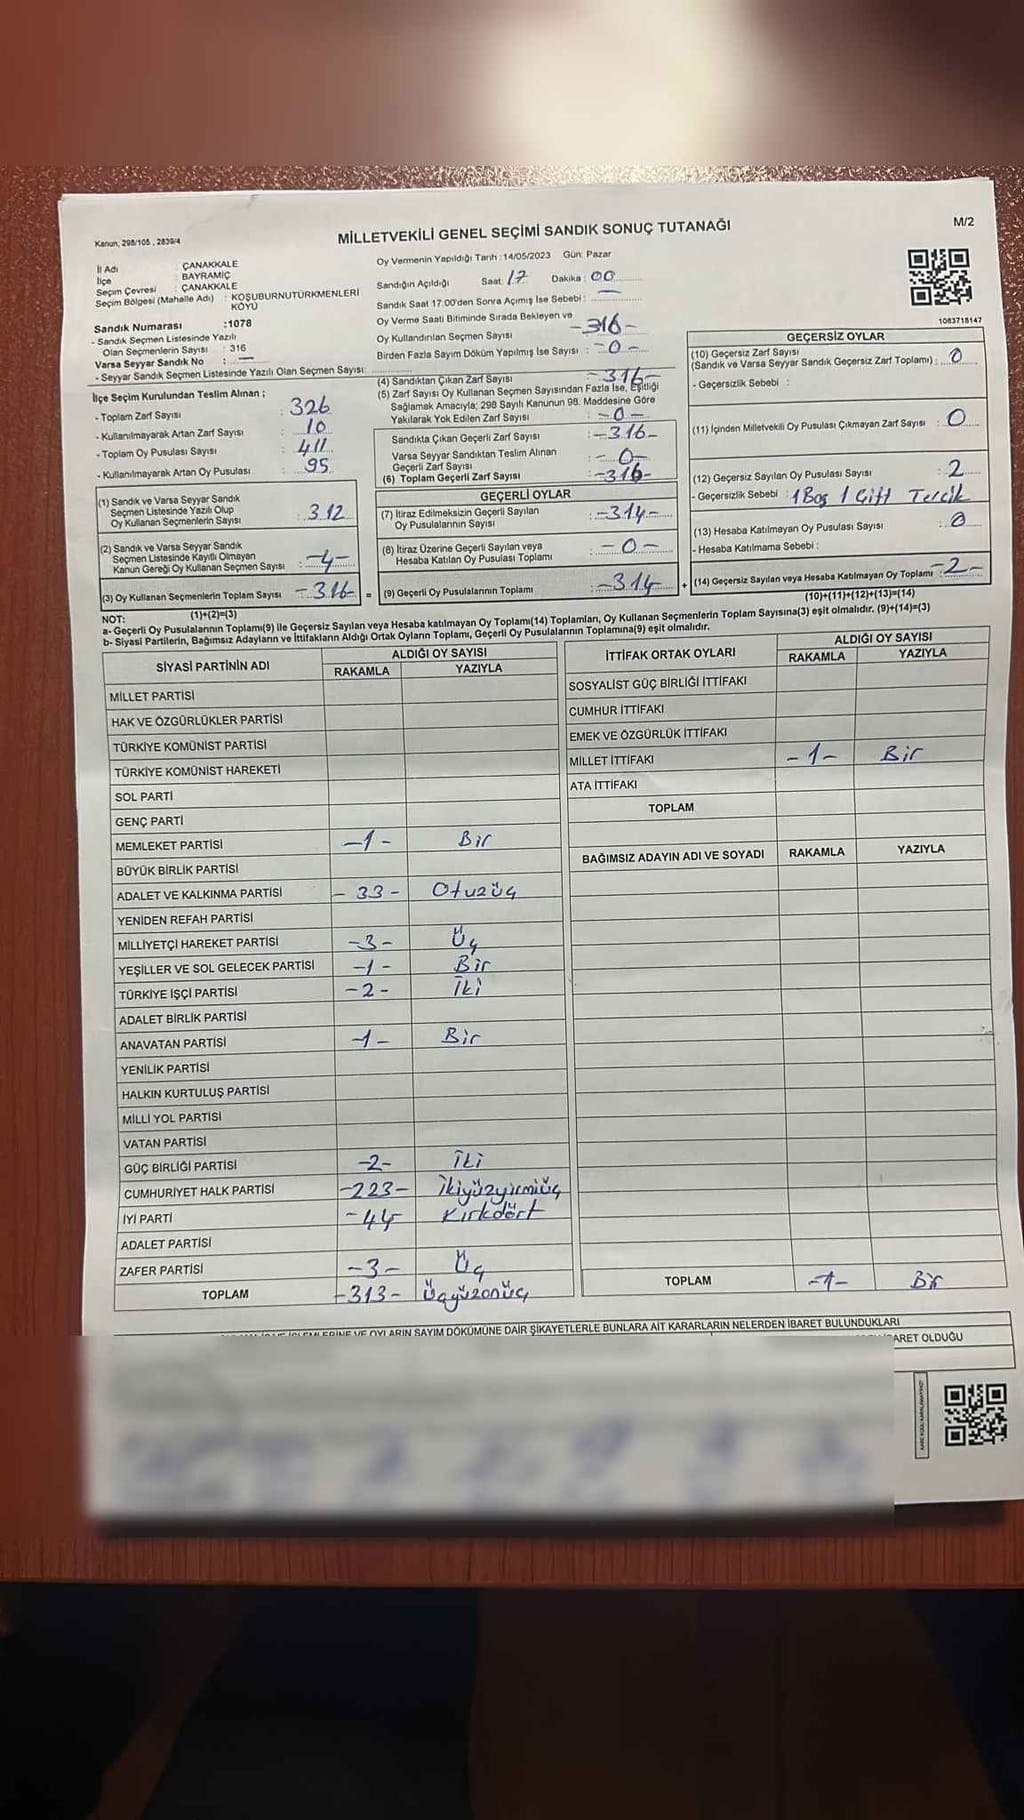 Kanun; 298/105 , 2839/4
MİLLETVEKİLİ GENEL SEÇİMİ SANDIK SONUÇ TUTANAĞI
M/2
İl Adı : ÇANAKKALE
İlçe : BAYRAMİÇ
Seçim Çevresi : ÇANAKKALE
Seçim Bölgesi (Mahalle Adı) : KOŞUBURNUTÜRKMENLERİ KÖYÜ
Sandık Numarası :1078
- Sandık Seçmen Listesinde Yazılı
Olan Seçmenlerin Sayısı : 316
Varsa Seyyar Sandık No : —
- Seyyar Sandık Seçmen Listesinde Yazılı Olan Seçmen Sayısı:
Oy Vermenin Yapıldığı Tarih :14/05/2023 Gün: Pazar
Sandığın Açıldığı Saat: 17 Dakika : 00
Sandık Saat 17:00'den Sonra Açımış İse Sebebi : —
Oy Verme Saati Bitiminde Sırada Bekleyen ve
Oy Kullandırılan Seçmen Sayısı -316-
Birden Fazla Sayım Döküm Yapılmış İse Sayısı : -0-
1083718147
İlçe Seçim Kurulundan Teslim Alınan ;
- Toplam Zarf Sayısı : 326
- Kullanılmayarak Artan Zarf Sayısı : 10
- Toplam Oy Pusulası Sayısı : 411
- Kullanılmayarak Artan Oy Pusulası : 95
(1) Sandık ve Varsa Seyyar Sandık
Seçmen Listesinde Yazılı Olup
Oy Kullanan Seçmenlerin Sayısı : 312
(2) Sandık ve Varsa Seyyar Sandık
Seçmen Listesinde Kayıtlı Olmayan
Kanun Gereği Oy Kullanan Seçmen Sayısı : -4-
(3) Oy Kullanan Seçmenlerin Toplam Sayısı -316- =
(1)+(2)=(3)
(4) Sandıktan Çıkan Zarf Sayısı -316-
(5) Zarf Sayısı Oy Kullanan Seçmen Sayısından Fazla İse, Eşitliği
Sağlamak Amacıyla; 298 Sayılı Kanunun 98. Maddesine Göre
Yakılarak Yok Edilen Zarf Sayısı : -0-
Sandıkta Çıkan Geçerli Zarf Sayısı : -316-
Varsa Seyyar Sandıktan Teslim Alınan
Geçerli Zarf Sayısı : -0-
(6) Toplam Geçerli Zarf Sayısı : -316-
GEÇERLİ OYLAR
(7) İtiraz Edilmeksizin Geçerli Sayılan
Oy Pusulalarının Sayısı : -314-
(8) İtiraz Üzerine Geçerli Sayılan veya
Hesaba Katılan Oy Pusulası Toplamı : -0-
(9) Geçerli Oy Pusulalarının Toplamı : -314- +
GEÇERSİZ OYLAR
(10) Geçersiz Zarf Sayısı
(Sandık ve Varsa Seyyar Sandık Geçersiz Zarf Toplamı) : 0
- Geçersizlik Sebebi :
(11) İçinden Milletvekili Oy Pusulası Çıkmayan Zarf Sayısı : 0
(12) Geçersiz Sayılan Oy Pusulası Sayısı : 2
- Geçersizlik Sebebi : 1 Boş 1 Çift Tercik
(13) Hesaba Katılmayan Oy Pusulası Sayısı : 0
- Hesaba Katılmama Sebebi :
(14) Geçersiz Sayılan veya Hesaba Katılmayan Oy Toplamı -2-
(10)+(11)+(12)+(13)=(14)
NOT:
a- Geçerli Oy Pusulalarının Toplamı(9) ile Geçersiz Sayılan veya Hesaba katılmayan Oy Toplamı(14) Toplamları, Oy Kullanan Seçmenlerin Toplam Sayısına(3) eşit olmalıdır. (9)+(14)=(3)
b- Siyasi Partilerin, Bağımsız Adayların ve İttifakların Aldığı Ortak Oyların Toplamı, Geçerli Oy Pusulalarının Toplamına(9) eşit olmalıdır.
SİYASİ PARTİNİN ADI ALDIĞI OY SAYISI
RAKAMLA YAZIYLA
MİLLET PARTİSİ
HAK VE ÖZGÜRLÜKLER PARTİSİ
TÜRKİYE KOMÜNİST PARTİSİ
TÜRKİYE KOMÜNİST HAREKETİ
SOL PARTİ
GENÇ PARTİ
MEMLEKET PARTİSİ -1- Bir
BÜYÜK BİRLİK PARTİSİ
ADALET VE KALKINMA PARTİSİ -33- Otuzüç
YENİDEN REFAH PARTİSİ
MİLLİYETÇİ HAREKET PARTİSİ -3- Üç
YEŞİLLER VE SOL GELECEK PARTİSİ -1- Bir
TÜRKİYE İŞÇİ PARTİSİ -2- İki
ADALET BİRLİK PARTİSİ
ANAVATAN PARTİSİ -1- Bir
YENİLİK PARTİSİ
HALKIN KURTULUŞ PARTİSİ
MİLLİ YOL PARTİSİ
VATAN PARTİSİ
GÜÇ BİRLİĞİ PARTİSİ -2- İki
CUMHURİYET HALK PARTİSİ -223- İkiyüzyirmiüç
İYİ PARTİ -44 Kırkdört
ADALET PARTİSİ
ZAFER PARTİSİ -3- Üç
TOPLAM -313- Üçyüzonüç
İTTİFAK ORTAK OYLARI ALDIĞI OY SAYISI
RAKAMLA YAZIYLA
SOSYALİST GÜÇ BİRLİĞİ İTTİFAKI
CUMHUR İTTİFAKI
EMEK VE ÖZGÜRLÜK İTTİFAKI
MİLLET İTTİFAKI -1- Bir
ATA İTTİFAKI
TOPLAM
BAĞIMSIZ ADAYIN ADI VE SOYADI RAKAMLA YAZIYLA
TOPLAM -1- Bir
OYLARIN SAYIM DÖKÜMÜNE DAİR ŞİKAYETLERLE BUNLARA AİT KARARLARIN NELERDEN İBARET BULUNDUKLARI
OLDUĞU